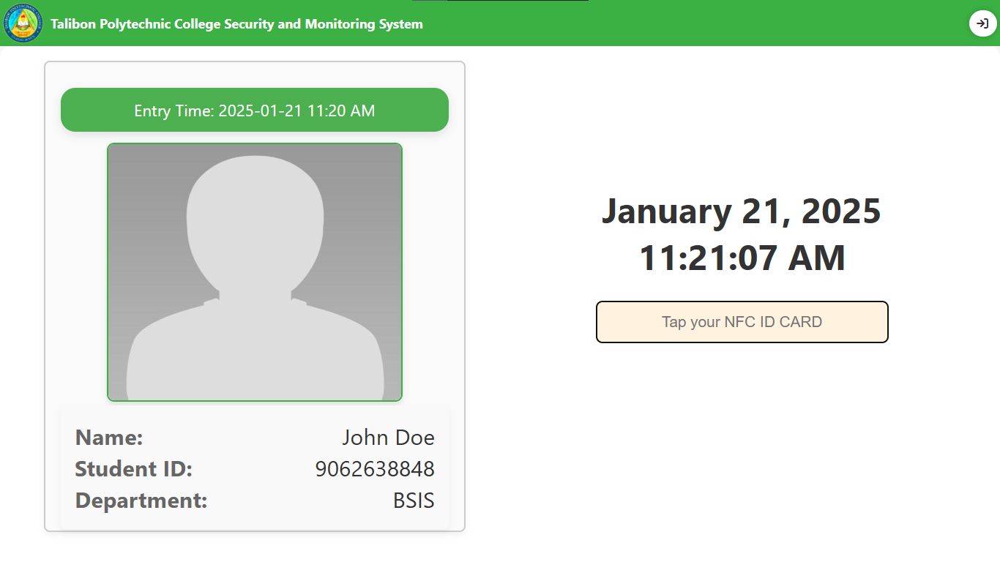 Talibon Polytechnic College Security and Monitoring System
Entry Time: 2025-01-21 11:20 AM
Name: John Doe
Student ID: 9062638848
Department: BSIS
January 21, 2025
11:21:07 AM
Tap your NFC ID CARD